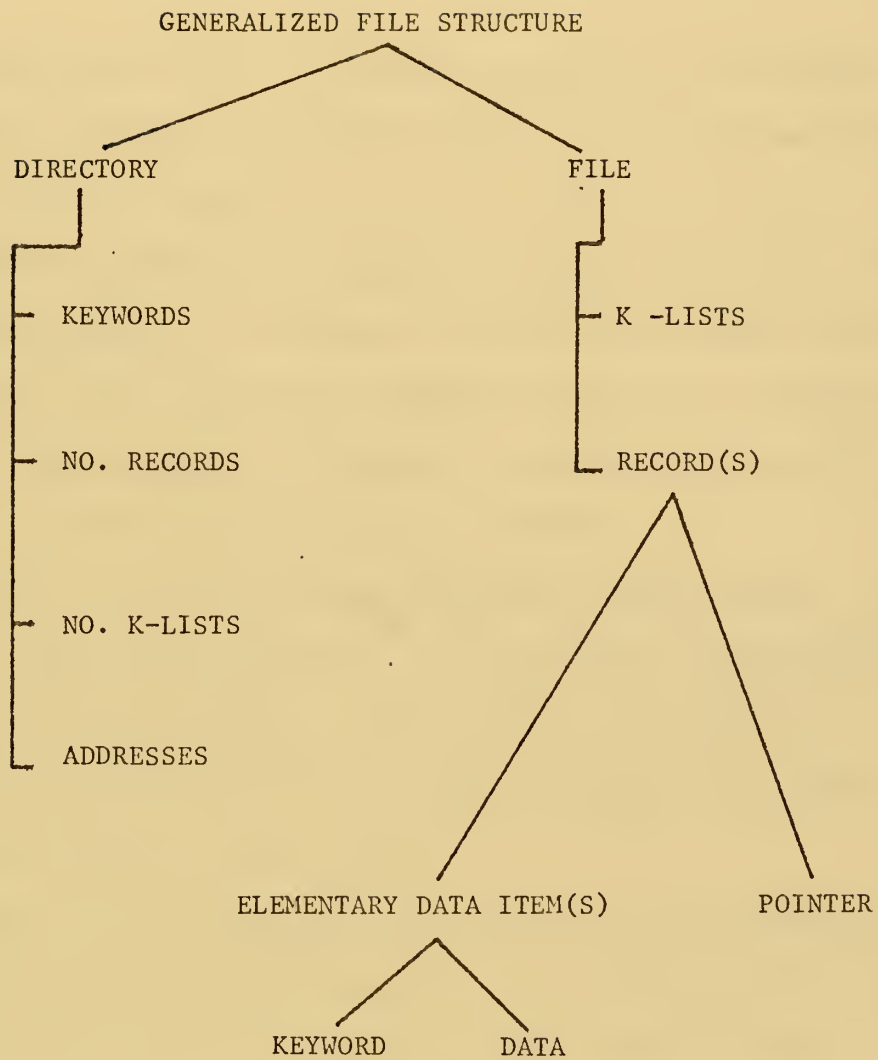 GENERALIZED FILE STRUCTURE
DIRECTORY FILE
KEYWORDS K -LISTS
NO. RECORDS RECORD(S)
NO. K-LISTS
ADDRESSES
ELEMENTARY DATA ITEM(S) POINTER
KEYWORD DATA